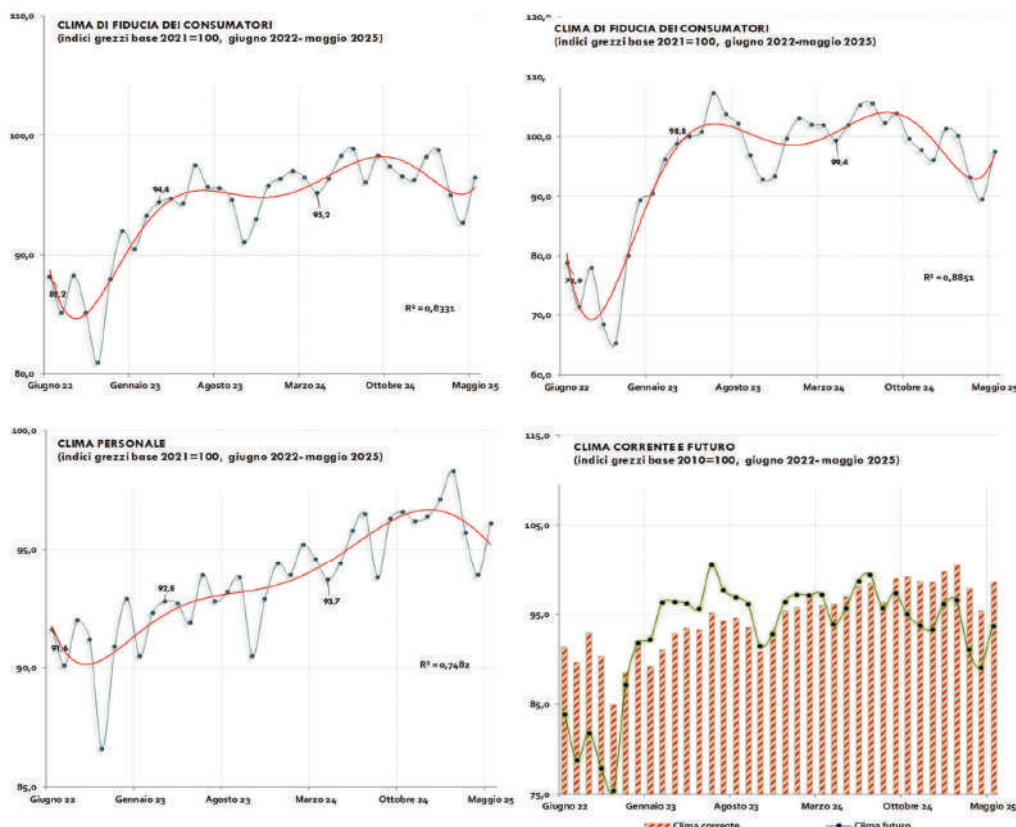 CLIMA DI FIDUCIA DEI CONSUMATORI
(indici grezzi base 2021=100, giugno 2022- maggio 2025)
110,0
100,0
90,0
80,0
94,4
95,2
88,2
R² = 0,8331
Giugno 22
Gennaio 23
Agosto 23
Marzo 24
Ottobre 24
Maggio 25
CLIMA DI FIDUCIA DEI CONSUMATORI
(indici grezzi base 2021=100, giugno 2022-maggio 2025)
120,0
110,
100,0
90,0
80,0
70,0
60,0
98,8
99,4
78,9
R² = 0,8851
Giugno 22
Gennaio 23
Agosto 23
Marzo 24
Ottobre 24
Maggio 25
CLIMA PERSONALE
(indici grezzi base 2021=100, giugno 2022- maggio 2025)
100,0
95,0
90,0
85,0
92,8
93,7
91,6
R² = 0,7482
Giugno 22
Gennaio 23
Agosto 23
Marzo 24
Ottobre 24
Maggio 25
CLIMA CORRENTE E FUTURO
(indici grezzi base 2010=100, giugno 2022- maggio 2025)
115,0
105,0
95,0
85,0
75,0
Giugno 22
Gennaio 23
Agosto 23
Marzo 24
Ottobre 24
Maggio 25
Clima corrente
Clima futuro